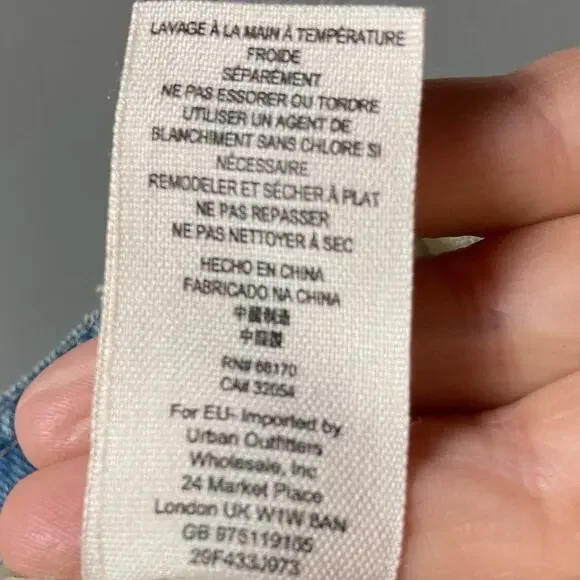 LAVAGE À LA MAIN À TEMPÉRATURE
FROIDE
SÉPARÉMENT
NE PAS ESSORER OU TORDRE
UTILISER UN AGENT DE
BLANCHIMENT SANS CHLORE SI
NÉCESSAIRE
REMODELER ET SÉCHER À PLAT
NE PAS REPASSER
NE PAS NETTOYER À SEC
HECHO EN CHINA
FABRICADO NA CHINA
中國制造
中国製
RN# 66170
CA# 32054
For EU- Imported by
Urban Outfitters
Wholesale, Inc
24 Market Place
London UK W1W 8AN
GB 975119165
29F433J973